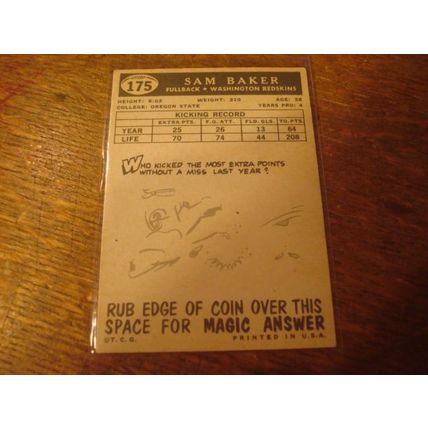 175
SAM BAKER
FULLBACK ★ WASHINGTON REDSKINS
HEIGHT: 6:02 WEIGHT: 210 AGE: 28
COLLEGE: OREGON STATE YEARS PRO: 4
KICKING RECORD
EXTRA PTS. F.G. ATT. FLD. GLS. TO. PTS.
YEAR 25 26 13 64
LIFE 70 74 44 208
WHO KICKED THE MOST EXTRA POINTS
WITHOUT A MISS LAST YEAR?
RUB EDGE OF COIN OVER THIS
SPACE FOR MAGIC ANSWER
©T.C.G. PRINTED IN U.S.A.